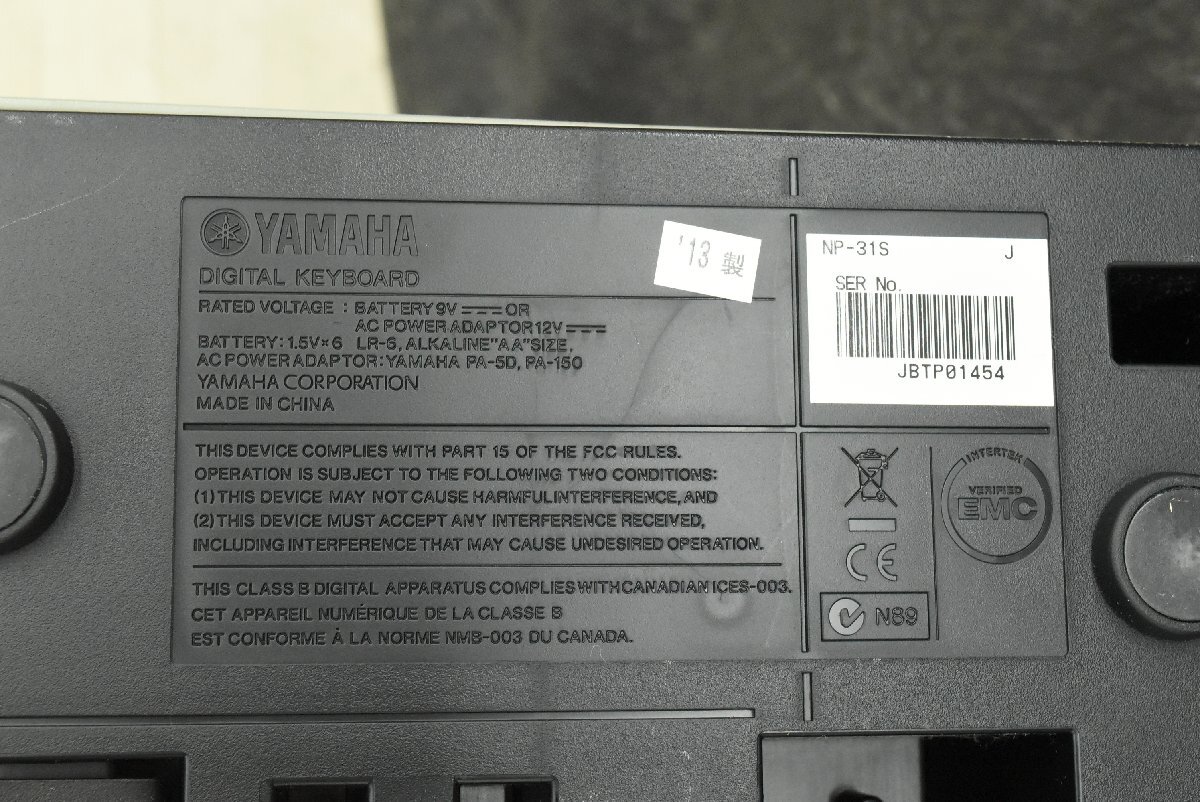 YAMAHA
DIGITAL KEYBOARD
'13 製
RATED VOLTAGE : BATTERY 9V OR
AC POWER ADAPTOR 12V
BATTERY: 1.5V×6 LR-6, ALKALINE"AA"SIZE,
AC POWER ADAPTOR: YAMAHA PA-5D, PA-150
YAMAHA CORPORATION
MADE IN CHINA
NP-31S J
SER No.
JBTP01454
THIS DEVICE COMPLIES WITH PART 15 OF THE FCC RULES.
OPERATION IS SUBJECT TO THE FOLLOWING TWO CONDITIONS:
(1) THIS DEVICE MAY NOT CAUSE HARMFUL INTERFERENCE, AND
(2) THIS DEVICE MUST ACCEPT ANY INTERFERENCE RECEIVED,
INCLUDING INTERFERENCE THAT MAY CAUSE UNDESIRED OPERATION.
THIS CLASS B DIGITAL APPARATUS COMPLIES WITH CANADIAN ICES-003.
CET APPAREIL NUMÉRIQUE DE LA CLASSE B
EST CONFORME À LA NORME NMB-003 DU CANADA.
CE
N89
INTERTEK
VERIFIED
EMC